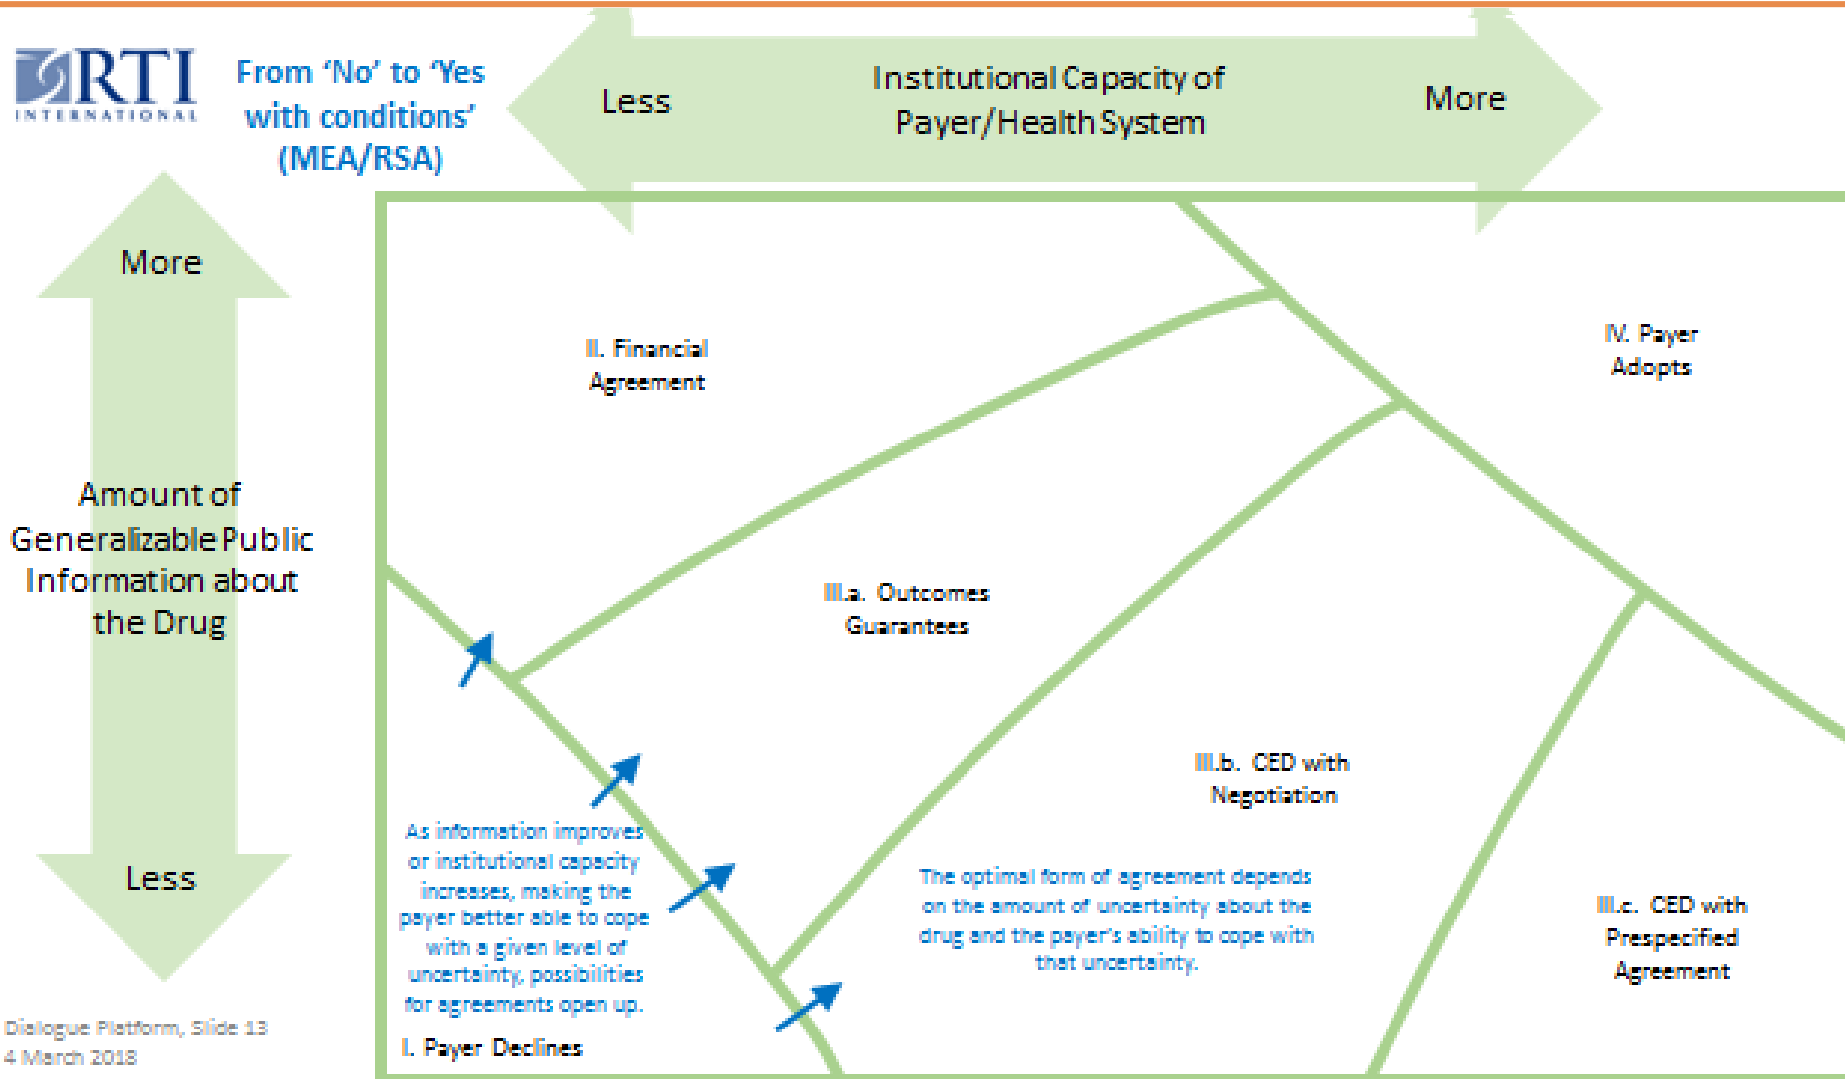 RTI
INTERNATIONAL
From ‘No’ to ‘Yes
with conditions’
(MEA/RSA)
Less
Institutional Capacity of
Payer/Health System
More
More
Amount of
Generalizable Public
Information about
the Drug
Less
II. Financial
Agreement
IV. Payer
Adopts
III.a. Outcomes
Guarantees
III.b. CED with
Negotiation
III.c. CED with
Prespecified
Agreement
As information improves
or institutional capacity
increases, making the
payer better able to cope
with a given level of
uncertainty, possibilities
for agreements open up.
The optimal form of agreement depends
on the amount of uncertainty about the
drug and the payer's ability to cope with
that uncertainty.
I. Payer Declines
Dialogue Platform, Slide 13
4 March 2018